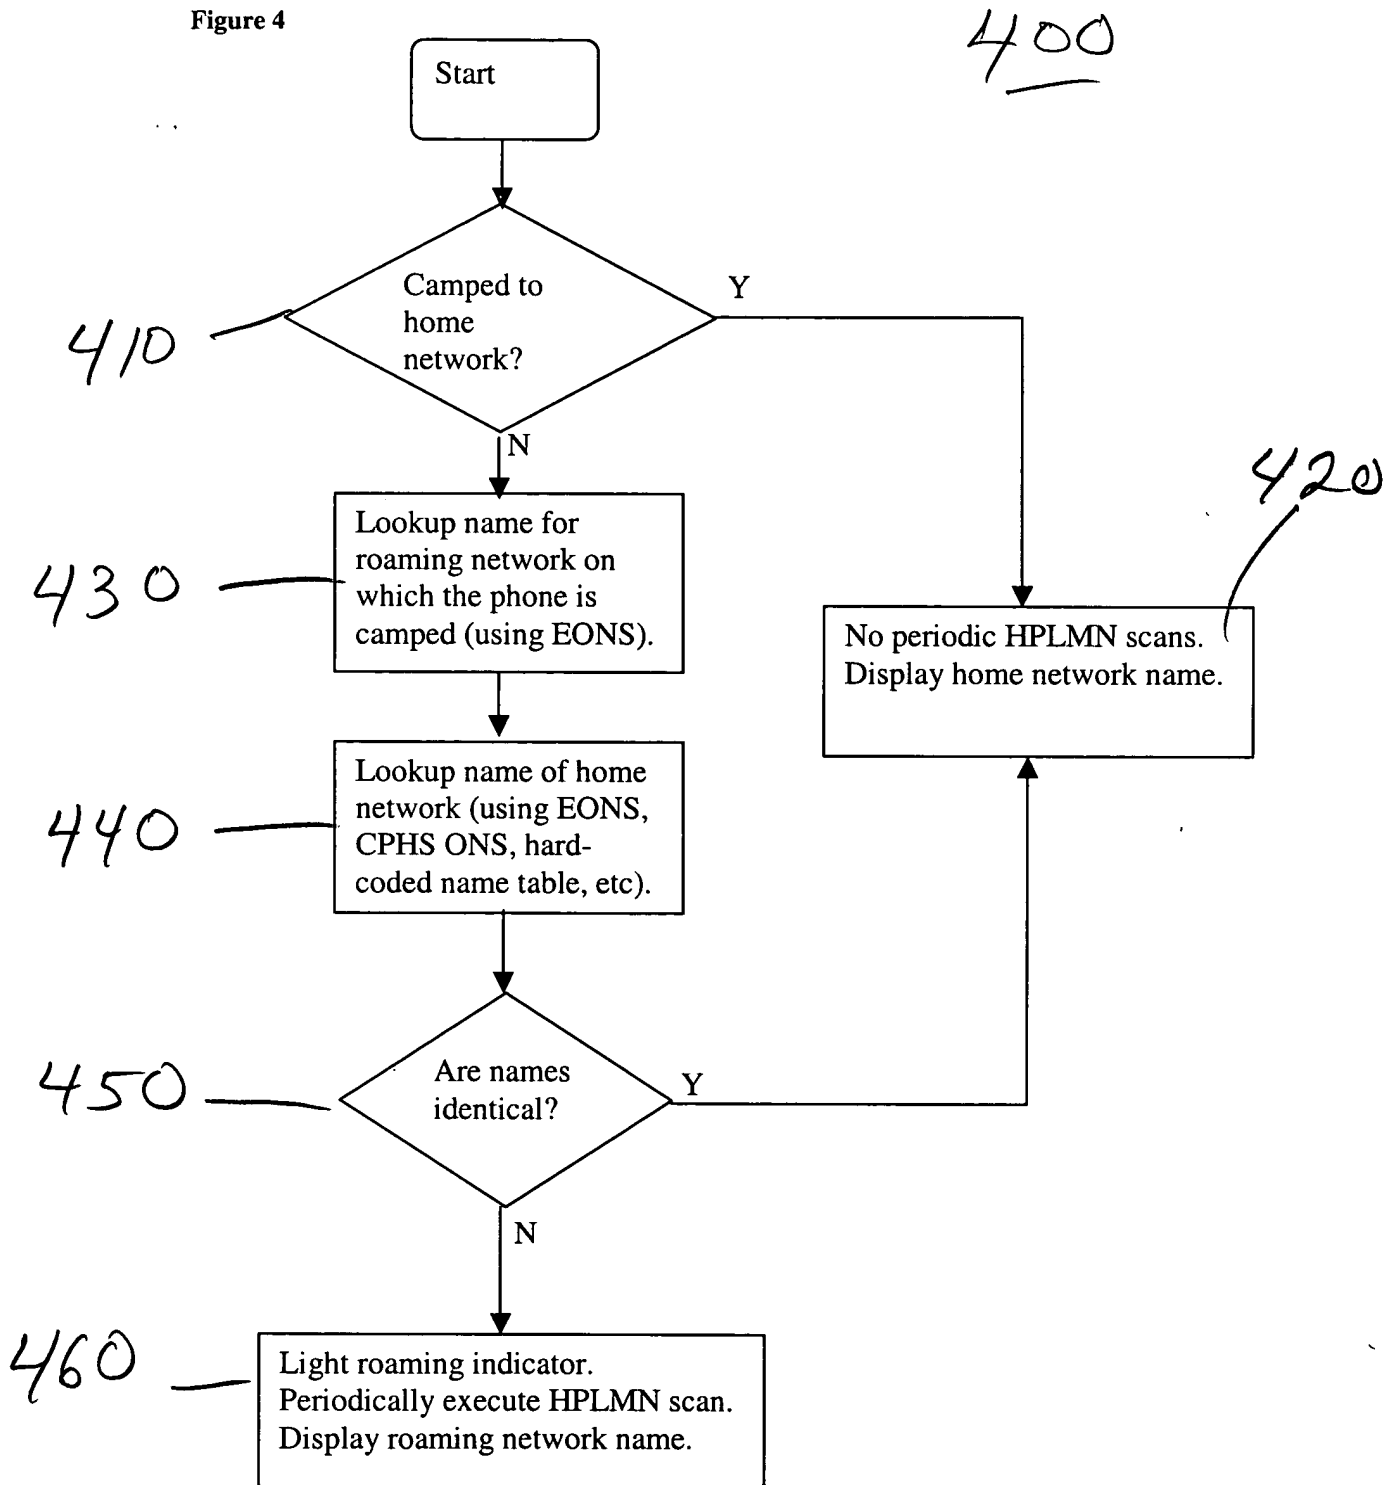 Figure 4
400
Start
Camped to
home
network?
Y
410
N
420
Lookup name for
roaming network on
which the phone is
camped (using EONS).
430
No periodic HPLMN scans.
Display home network name.
Lookup name of home
network (using EONS,
CPHS ONS, hard-
coded name table, etc).
440
Are names
identical?
Y
450
N
460
Light roaming indicator.
Periodically execute HPLMN scan.
Display roaming network name.